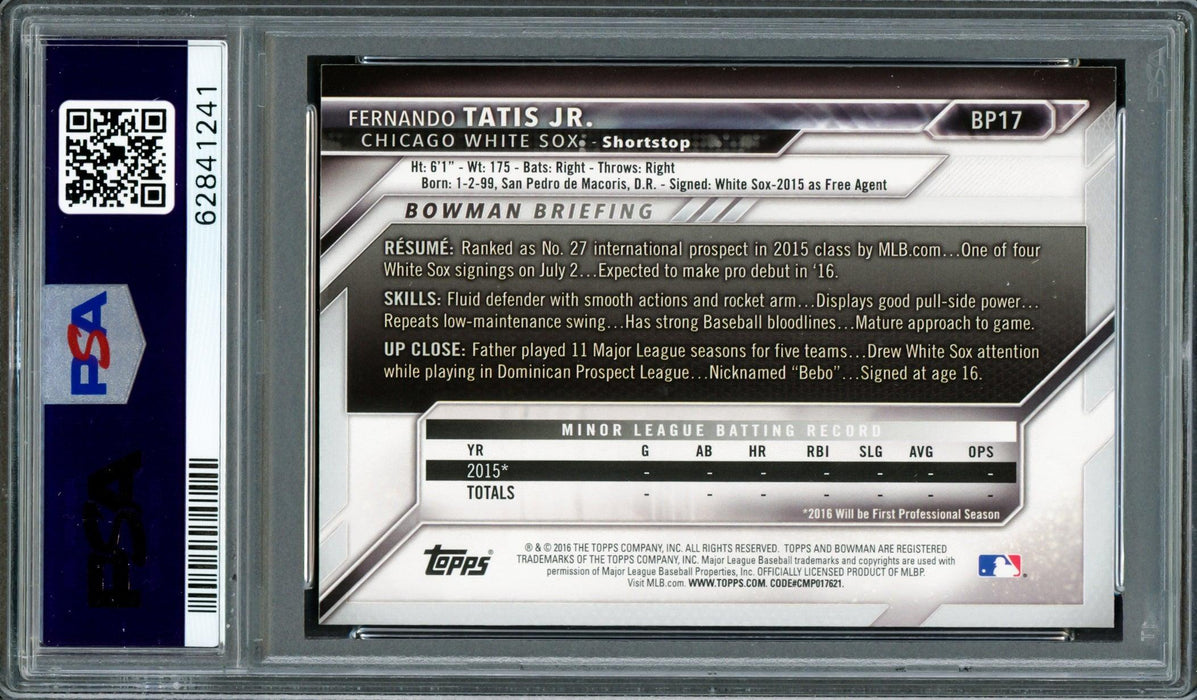 62841241
PSA
PSA
FERNANDO TATIS JR.
BP17
CHICAGO WHITE SOX - Shortstop
Ht: 6'1" - Wt: 175 - Bats: Right - Throws: Right
Born: 1-2-99, San Pedro de Macoris, D.R. - Signed: White Sox-2015 as Free Agent
BOWMAN BRIEFING
RÉSUMÉ: Ranked as No. 27 international prospect in 2015 class by MLB.com...One of four
White Sox signings on July 2...Expected to make pro debut in '16.
SKILLS: Fluid defender with smooth actions and rocket arm...Displays good pull-side power...
Repeats low-maintenance swing...Has strong Baseball bloodlines...Mature approach to game.
UP CLOSE: Father played 11 Major League seasons for five teams...Drew White Sox attention
while playing in Dominican Prospect League...Nicknamed "Bebo"...Signed at age 16.
MINOR LEAGUE BATTING RECORD
YR G AB HR RBI SLG AVG OPS
2015* - - - - - - -
TOTALS - - - - - - -
*2016 Will be First Professional Season
topps®
® & © 2016 THE TOPPS COMPANY, INC. ALL RIGHTS RESERVED. TOPPS AND BOWMAN ARE REGISTERED
TRADEMARKS OF THE TOPPS COMPANY, INC. Major League Baseball trademarks and copyrights are used with
permission of Major League Baseball Properties, Inc. OFFICIALLY LICENSED PRODUCT OF MLBP.
Visit MLB.com. WWW.TOPPS.COM. CODE#CMP017621.